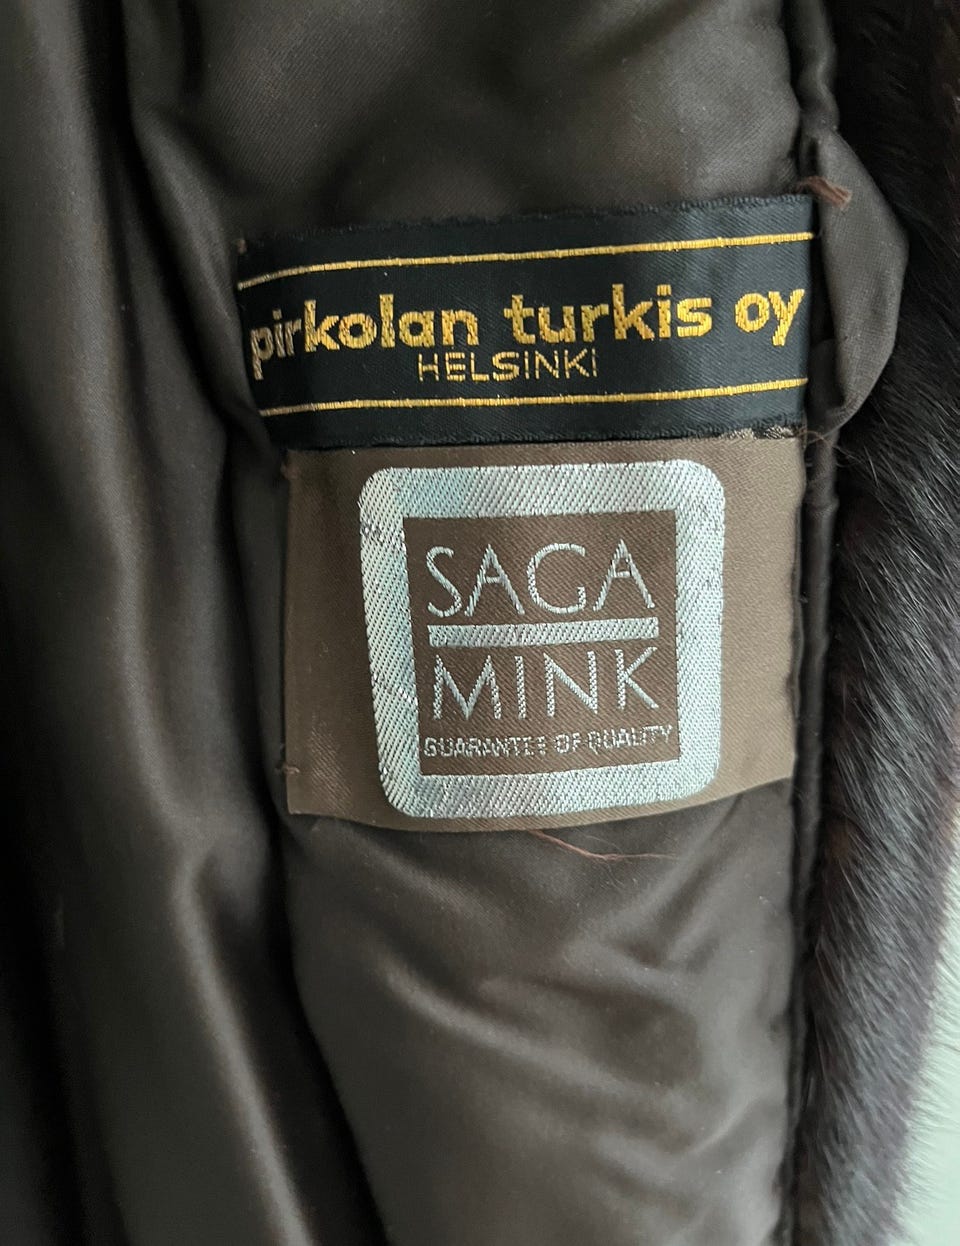 pirkolan turkis oy
HELSINKI
SAGA
MINK
GUARANTEE OF QUALITY